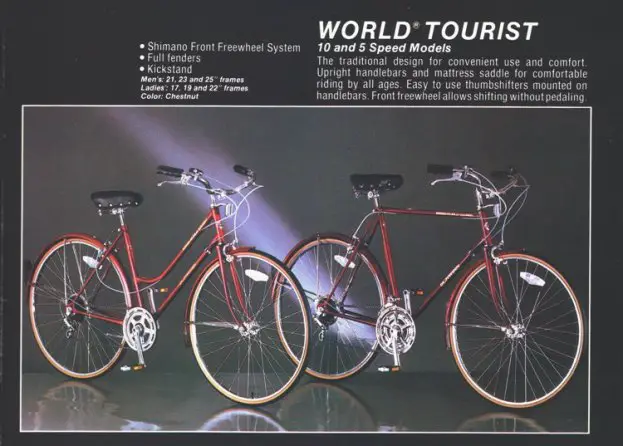 WORLD® TOURIST
10 and 5 Speed Models
The traditional design for convenient use and comfort.
Upright handlebars and mattress saddle for comfortable
riding by all ages. Easy to use thumbshifters mounted on
handlebars. Front freewheel allows shifting without pedaling.
• Shimano Front Freewheel System
• Full fenders
• Kickstand
Men's: 21, 23 and 25" frames
Ladies': 17, 19 and 22" frames
Color: Chestnut